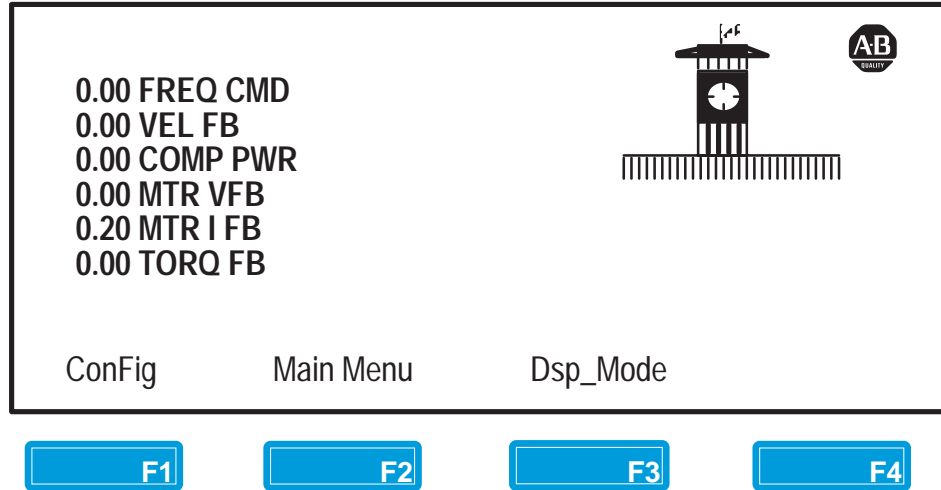 A·B
QUALITY
0.00 FREQ CMD
0.00 VEL FB
0.00 COMP PWR
0.00 MTR VFB
0.20 MTR I FB
0.00 TORQ FB
ConFig Main Menu Dsp_Mode
F1 F2 F3 F4